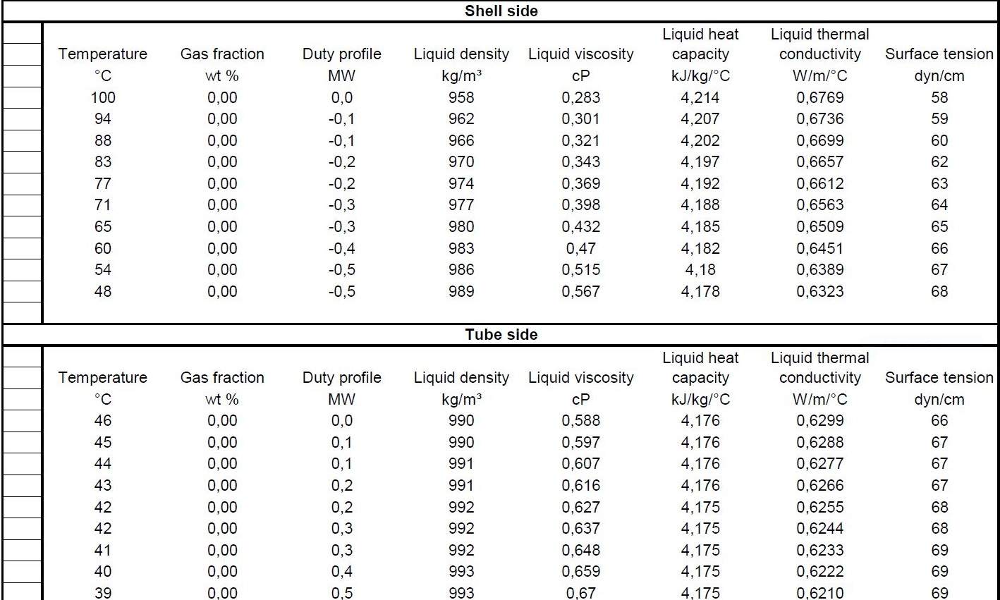 Shell side
Liquid heat Liquid thermal
Temperature Gas fraction Duty profile Liquid density Liquid viscosity capacity conductivity Surface tension
°C wt % MW kg/m³ cP kJ/kg/°C W/m/°C dyn/cm
100 0,00 0,0 958 0,283 4,214 0,6769 58
94 0,00 -0,1 962 0,301 4,207 0,6736 59
88 0,00 -0,1 966 0,321 4,202 0,6699 60
83 0,00 -0,2 970 0,343 4,197 0,6657 62
77 0,00 -0,2 974 0,369 4,192 0,6612 63
71 0,00 -0,3 977 0,398 4,188 0,6563 64
65 0,00 -0,3 980 0,432 4,185 0,6509 65
60 0,00 -0,4 983 0,47 4,182 0,6451 66
54 0,00 -0,5 986 0,515 4,18 0,6389 67
48 0,00 -0,5 989 0,567 4,178 0,6323 68
Tube side
Liquid heat Liquid thermal
Temperature Gas fraction Duty profile Liquid density Liquid viscosity capacity conductivity Surface tension
°C wt % MW kg/m³ cP kJ/kg/°C W/m/°C dyn/cm
46 0,00 0,0 990 0,588 4,176 0,6299 66
45 0,00 0,1 990 0,597 4,176 0,6288 67
44 0,00 0,1 991 0,607 4,176 0,6277 67
43 0,00 0,2 991 0,616 4,176 0,6266 67
42 0,00 0,2 992 0,627 4,175 0,6255 68
42 0,00 0,3 992 0,637 4,175 0,6244 68
41 0,00 0,3 992 0,648 4,175 0,6233 69
40 0,00 0,4 993 0,659 4,175 0,6222 69
39 0,00 0,5 993 0,67 4,175 0,6210 69